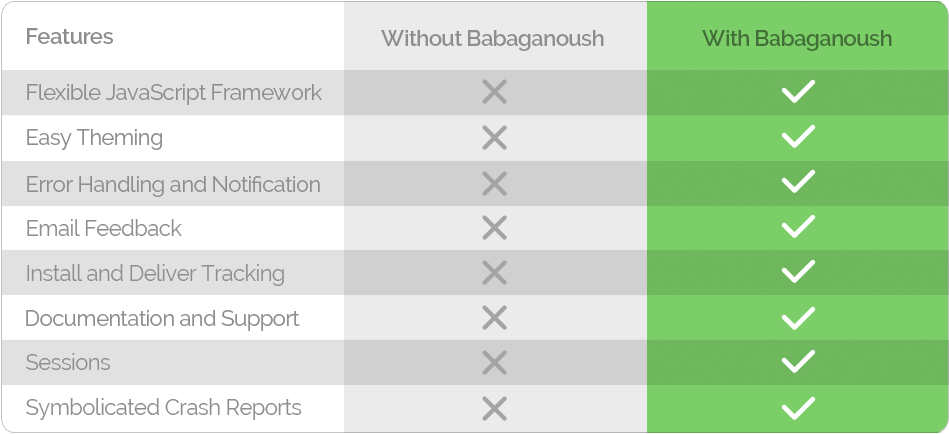 Features Without Babaganoush With Babaganoush
Flexible JavaScript Framework
Easy Theming
Error Handling and Notification
Email Feedback
Install and Deliver Tracking
Documentation and Support
Sessions
Symbolicated Crash Reports